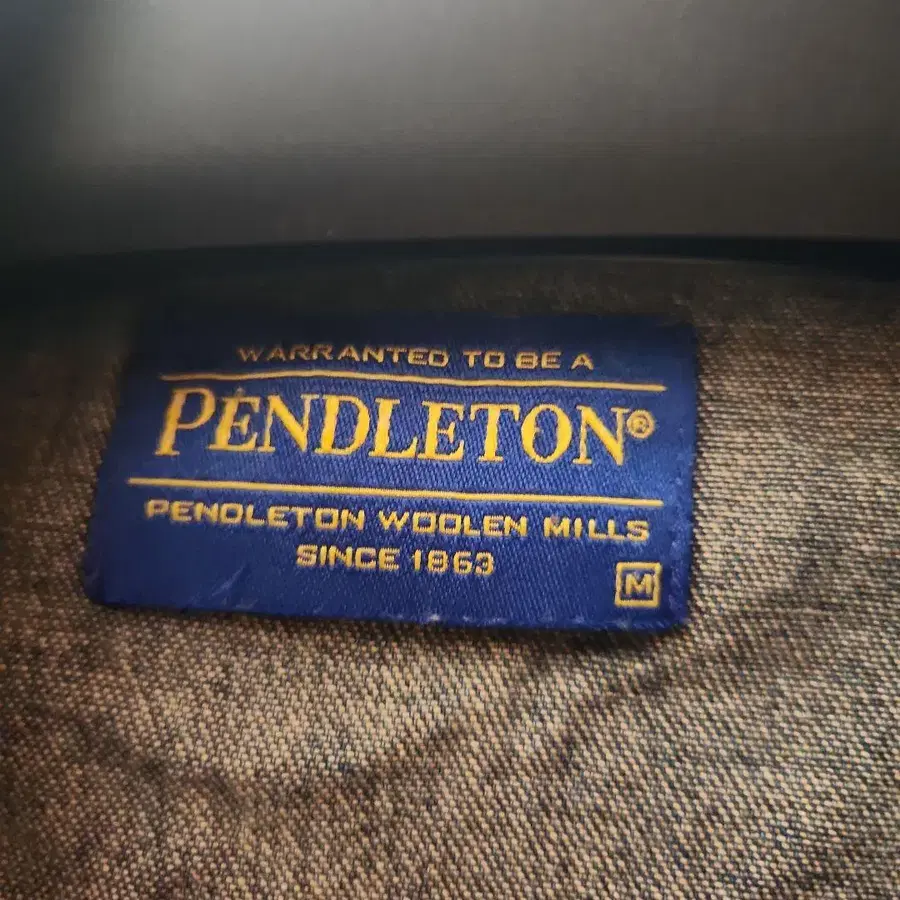 WARRANTED TO BE A
PENDLETON®
PENDLETON WOOLEN MILLS
SINCE 1863
M